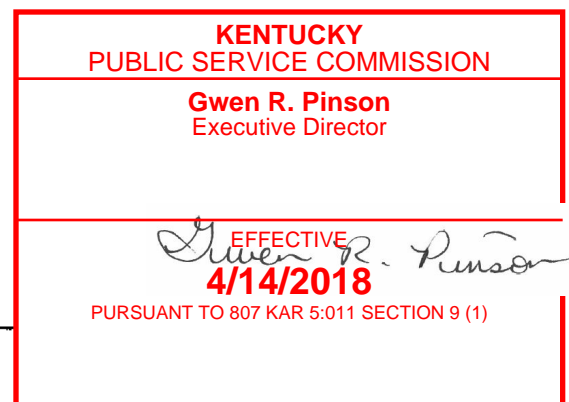 KENTUCKY
PUBLIC SERVICE COMMISSION
Gwen R. Pinson
Executive Director
EFFECTIVE
Gwen R. Pinson
4/14/2018
PURSUANT TO 807 KAR 5:011 SECTION 9 (1)